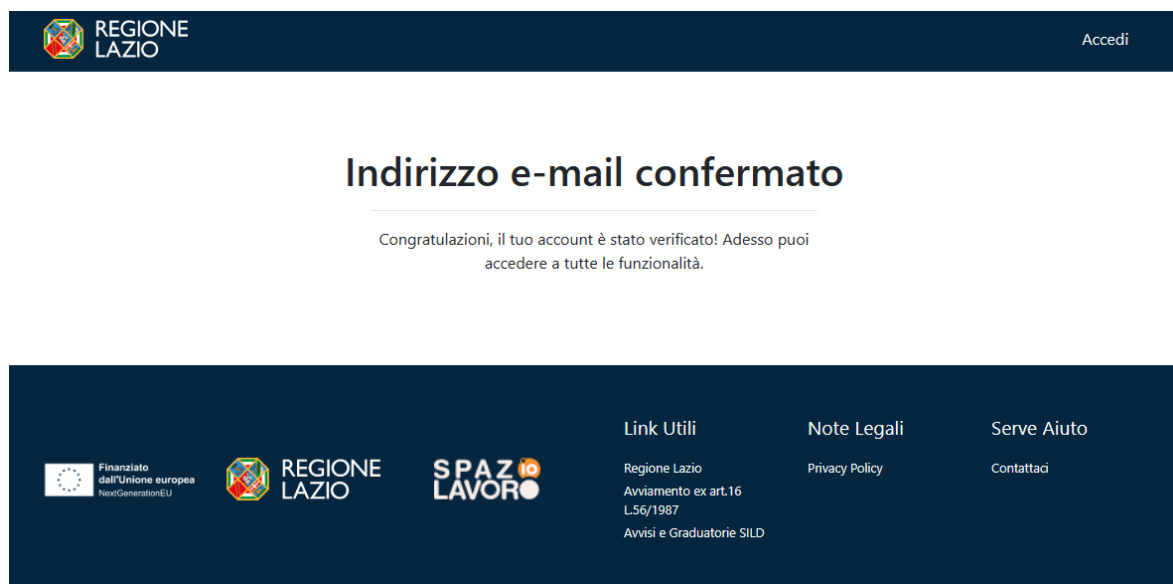 REGIONE
LAZIO
Accedi
Indirizzo e-mail confermato
Congratulazioni, il tuo account è stato verificato! Adesso puoi
accedere a tutte le funzionalità.
Finanziato
dall'Unione europea
NextGenerationEU
REGIONE
LAZIO
SPAZIO
LAVORO
Link Utili
Regione Lazio
Avviamento ex art.16
L.56/1987
Avvisi e Graduatorie SILD
Note Legali
Privacy Policy
Serve Aiuto
Contattaci